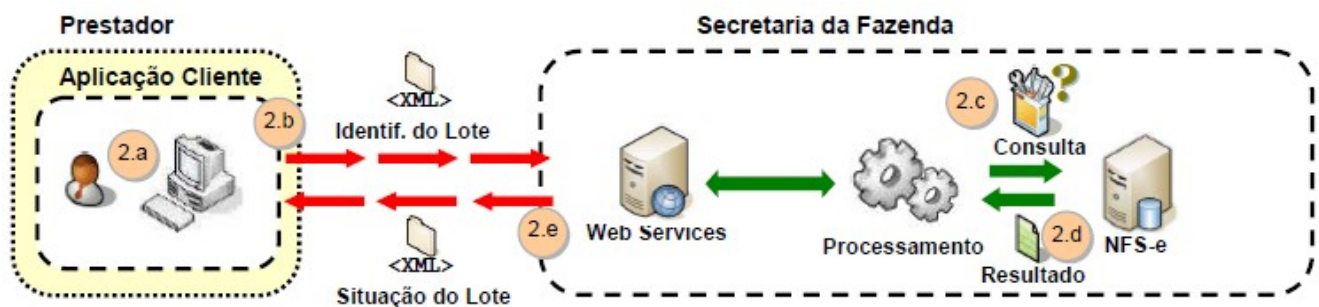 Prestador
Secretaria da Fazenda
Aplicação Cliente
2.a
2.b
<XML>
Identif. do Lote
2.c
Consulta
Web Services
Processamento
2.d
NFS-e
Resultado
2.e
<XML>
Situação do Lote